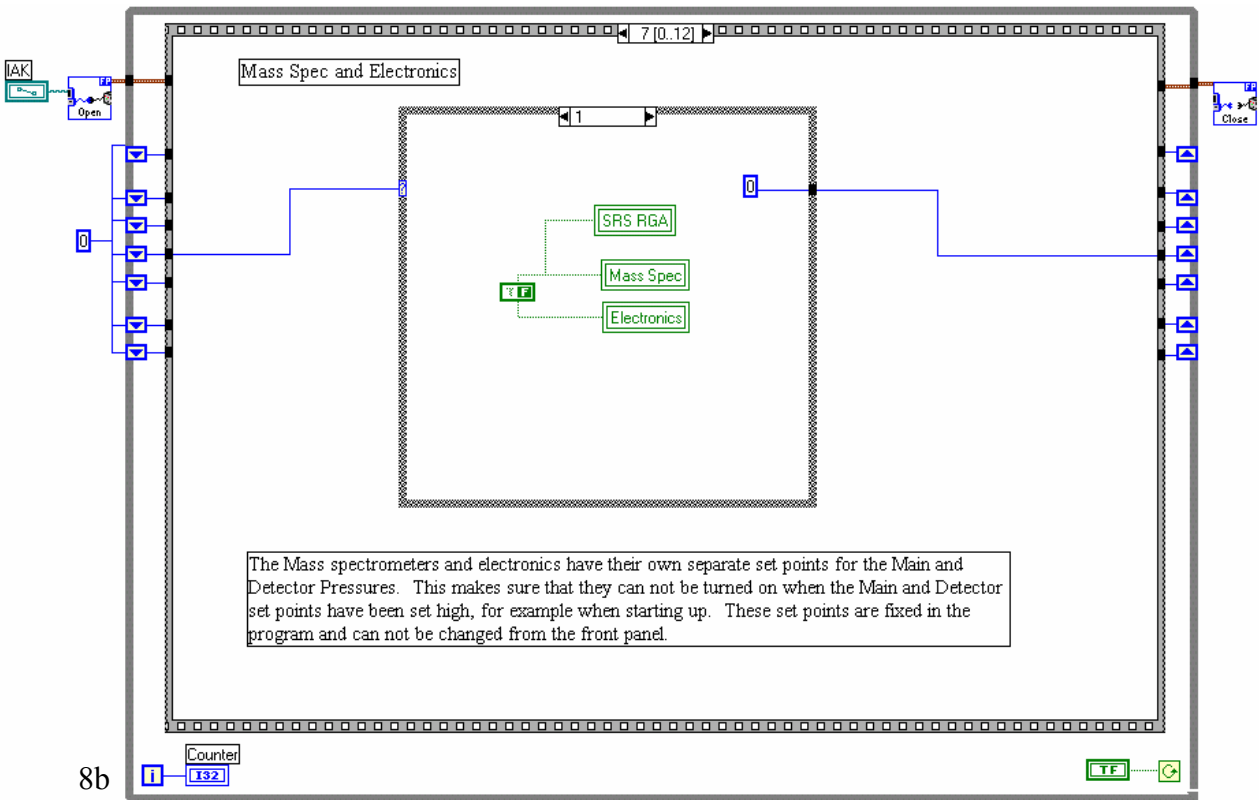 7 [0..12]
IAK
Mass Spec and Electronics
Open
Close
1
?
0
SRS RGA
0
Mass Spec
T F
Electronics
The Mass spectrometers and electronics have their own separate set points for the Main and
Detector Pressures. This makes sure that they can not be turned on when the Main and Detector
set points have been set high, for example when starting up. These set points are fixed in the
program and can not be changed from the front panel.
Counter
8b
i
I32
TF